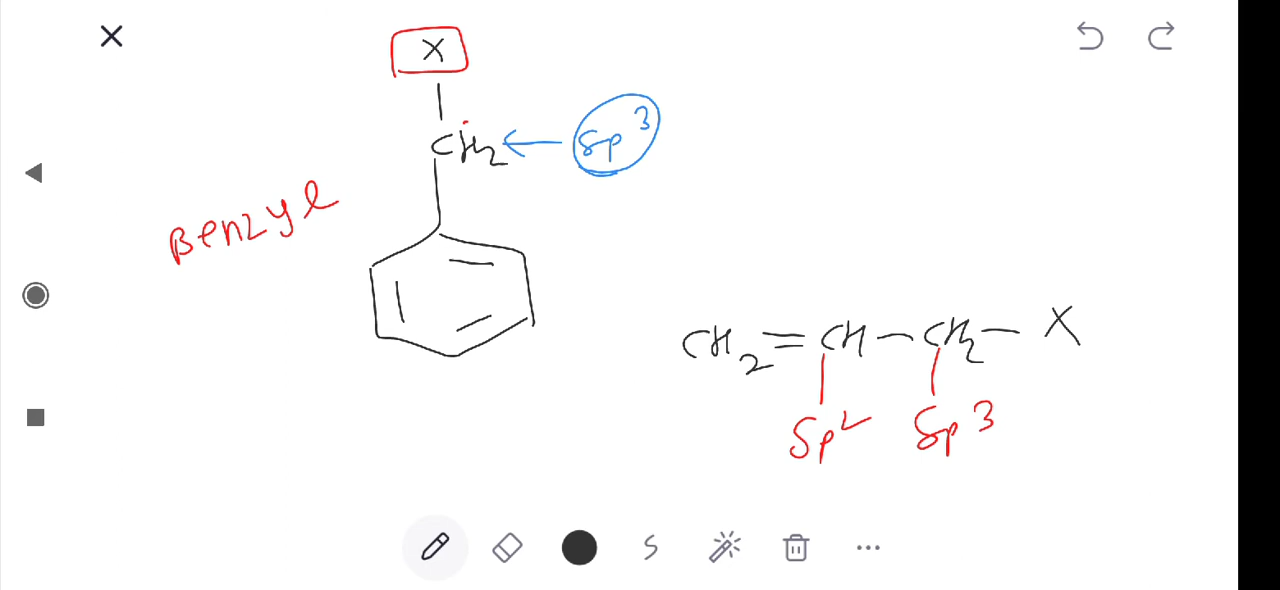 X
CH₂ ← Sp³
Benzyl
CH₂=CH–CH₂–X
Sp² Sp³